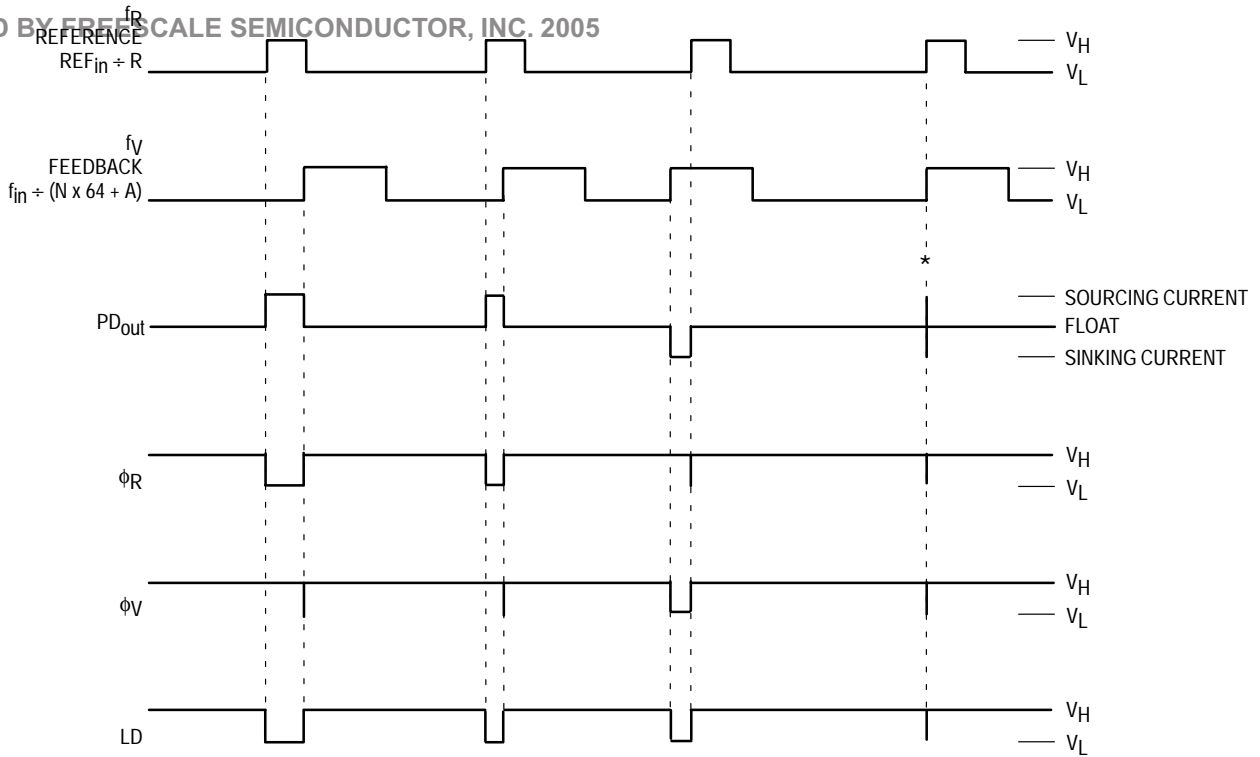 D BY FREESCALE SEMICONDUCTOR, INC. 2005
fR
REFERENCE
REFin ÷ R
VH
VL
fV
FEEDBACK
fin ÷ (N x 64 + A)
VH
VL
*
PDout
SOURCING CURRENT
FLOAT
SINKING CURRENT
ϕR
VH
VL
ϕV
VH
VL
LD
VH
VL